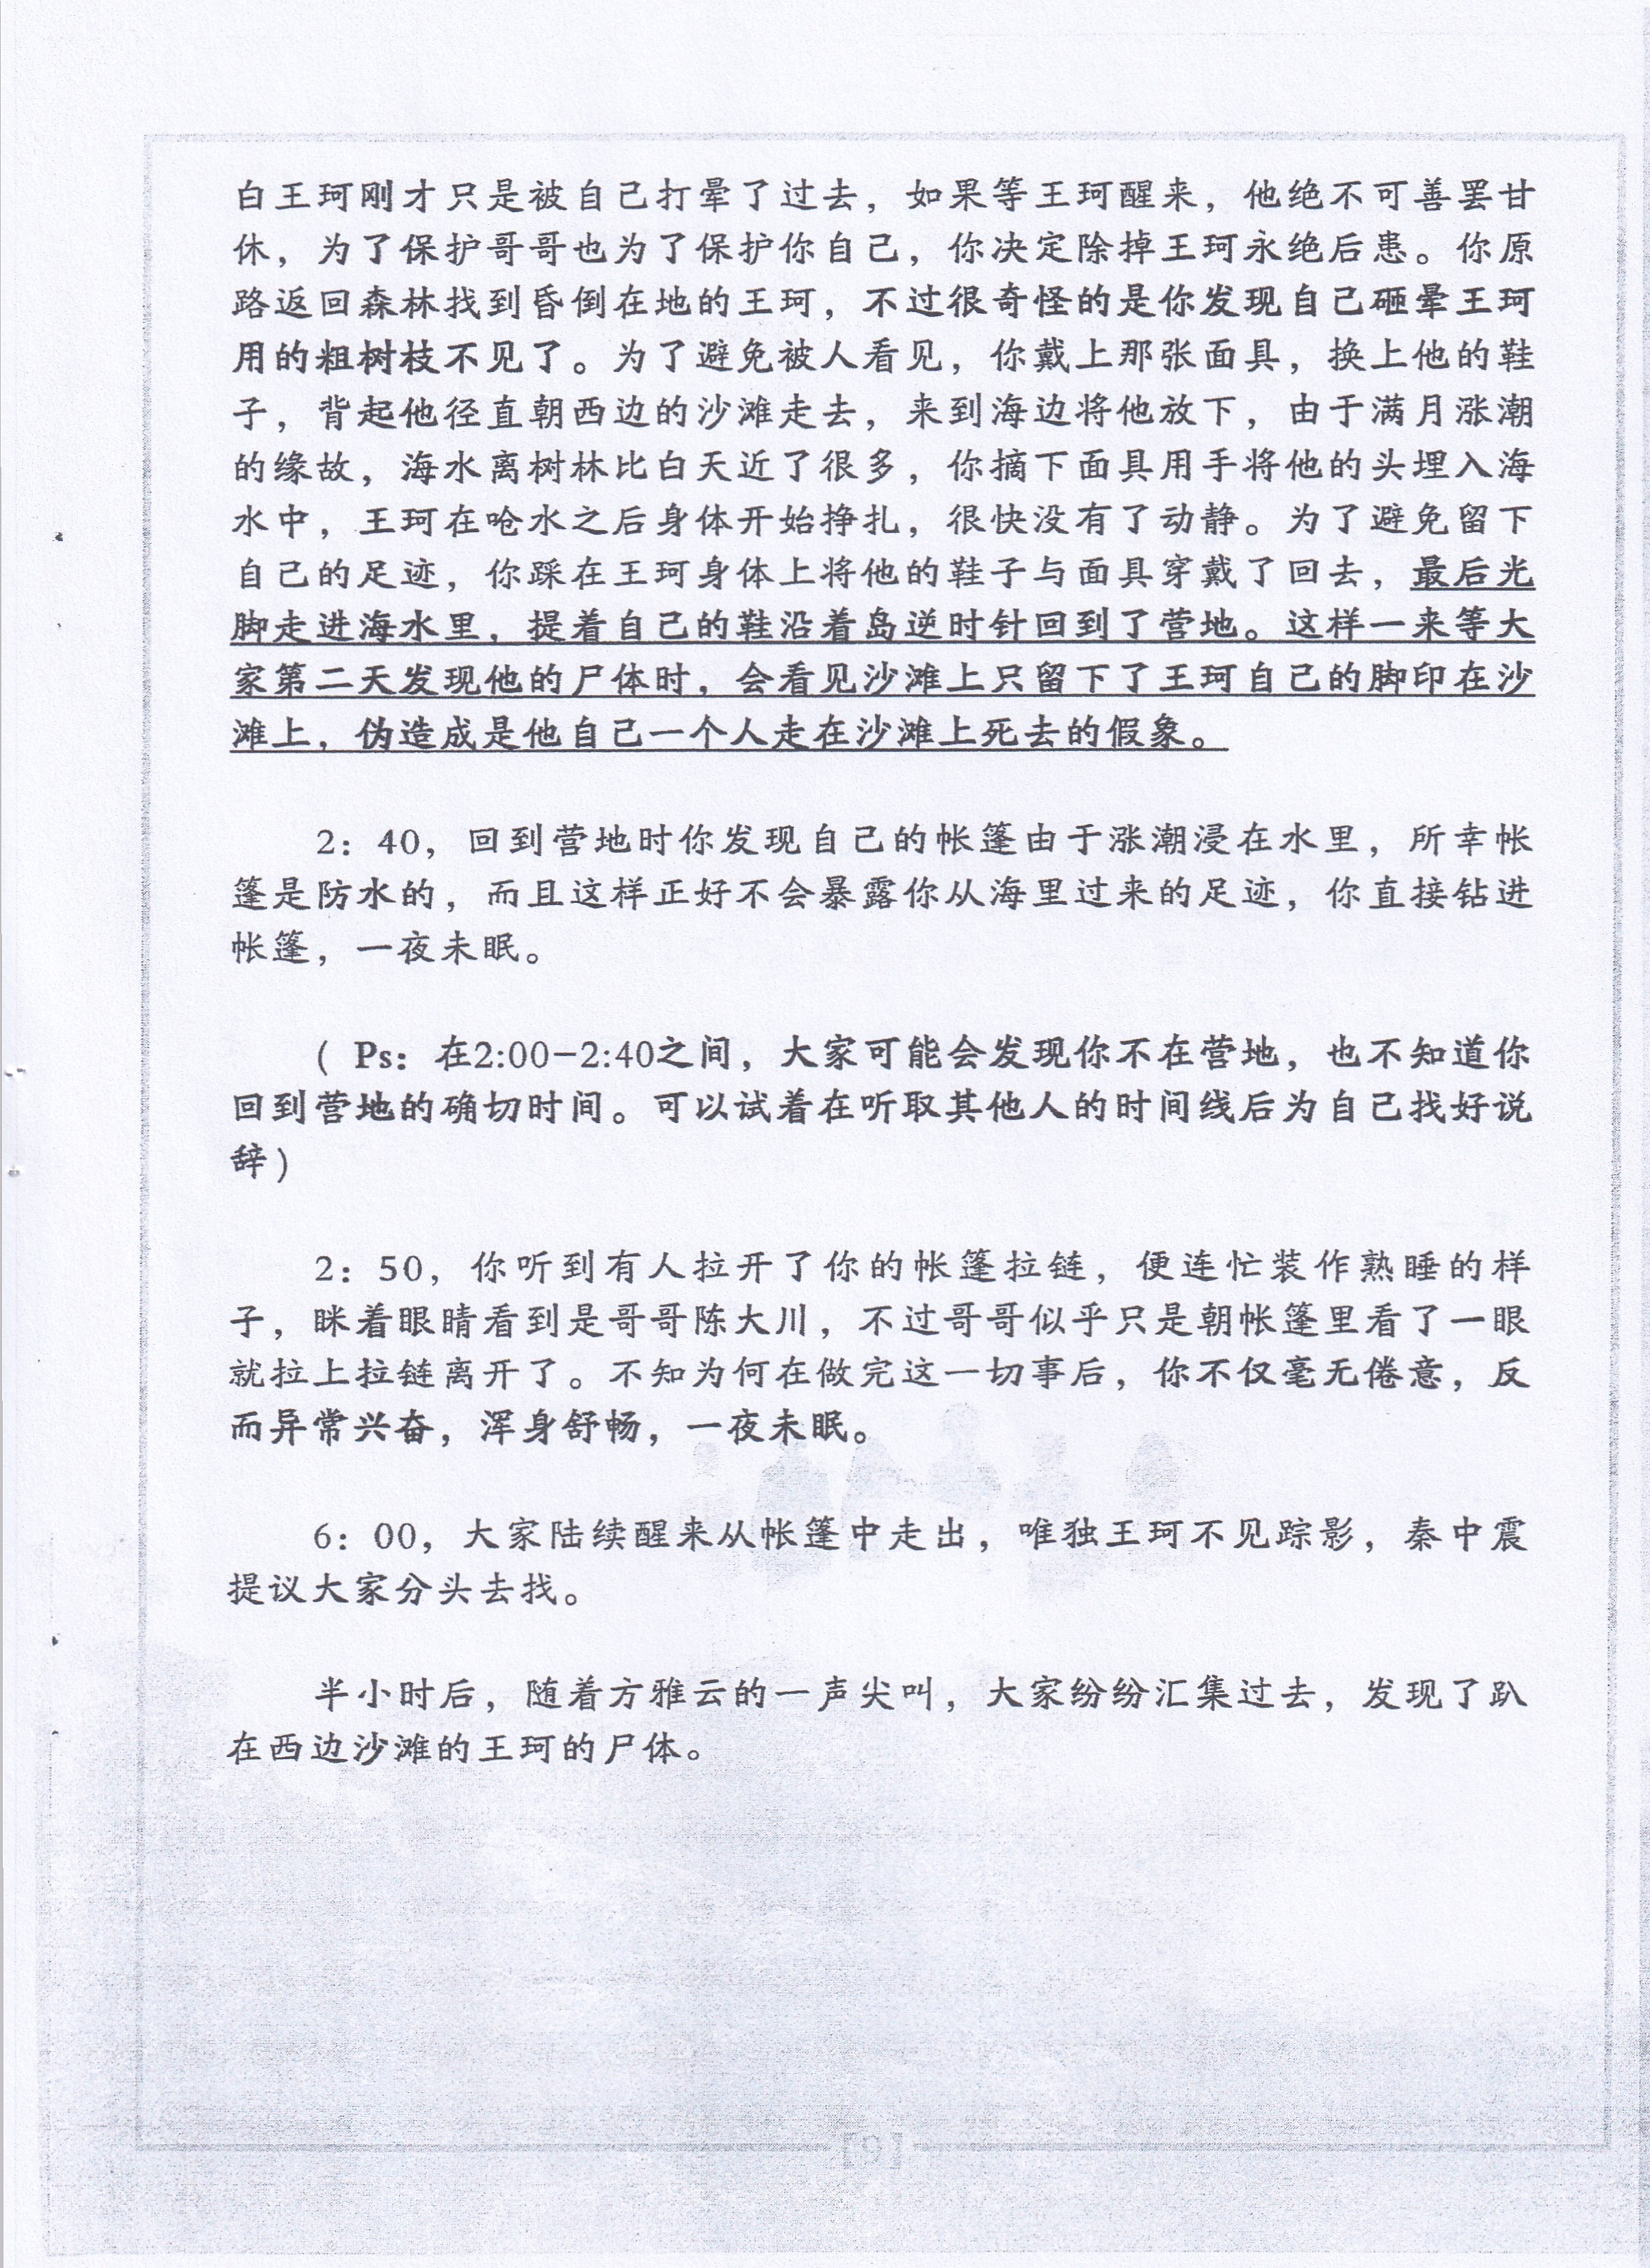 白王珂刚才只是被自己打晕了过去，如果等王珂醒来，他绝不可善罢甘
休，为了保护哥哥也为了保护你自己，你决定除掉王珂永绝后患。你原
路返回森林找到昏倒在地的王珂，不过很奇怪的是你发现自己砸晕王珂
用的粗树枝不见了。为了避免被人看见，你戴上那张面具，换上他的鞋
子，背起他径直朝西边的沙滩走去，来到海边将他放下，由于满月涨潮
的缘故，海水离树林比白天近了很多，你摘下面具用手将他的头埋入海
水中，王珂在呛水之后身体开始挣扎，很快没有了动静。为了避免留下
自己的足迹，你踩在王珂身体上将他的鞋子与面具穿戴了回去，最后光
脚走进海水里，提着自己的鞋沿着岛逆时针回到了营地。这样一来等大
家第二天发现他的尸体时，会看见沙滩上只留下了王珂自己的脚印在沙
滩上，伪造成是他自己一个人走在沙滩上死去的假象。
2：40，回到营地时你发现自己的帐篷由于涨潮浸在水里，所幸帐
篷是防水的，而且这样正好不会暴露你从海里过来的足迹，你直接钻进
帐篷，一夜未眠。
（Ps：在2:00-2:40之间，大家可能会发现你不在营地，也不知道你
回到营地的确切时间。可以试着在听取其他人的时间线后为自己找好说
辞）
2：50，你听到有人拉开了你的帐篷拉链，便连忙装作熟睡的样
子，眯着眼睛看到是哥哥陈大川，不过哥哥似乎只是朝帐篷里看了一眼
就拉上拉链离开了。不知为何在做完这一切事后，你不仅毫无倦意，反
而异常兴奋，浑身舒畅，一夜未眠。
6：00，大家陆续醒来从帐篷中走出，唯独王珂不见踪影，秦中震
提议大家分头去找。
半小时后，随着方雅云的一声尖叫，大家纷纷汇集过去，发现了趴
在西边沙滩的王珂的尸体。
[9]